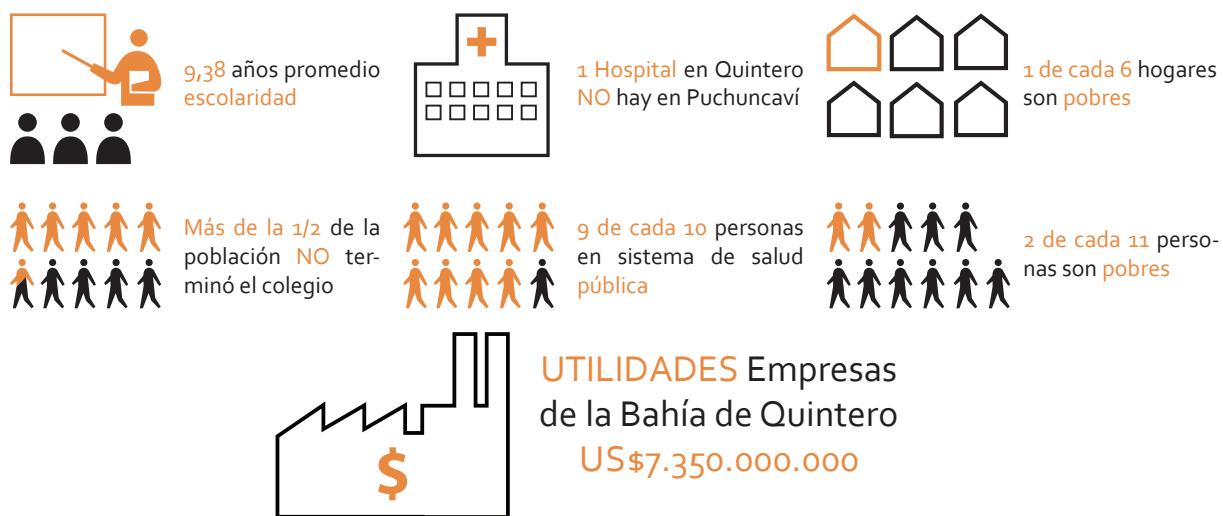 9,38 años promedio
escolaridad
1 Hospital en Quintero
NO hay en Puchuncaví
1 de cada 6 hogares
son pobres
Más de la 1/2 de la
población NO ter-
minó el colegio
9 de cada 10 personas
en sistema de salud
pública
2 de cada 11 perso-
nas son pobres
$
UTILIDADES Empresas
de la Bahía de Quintero
US$7.350.000.000